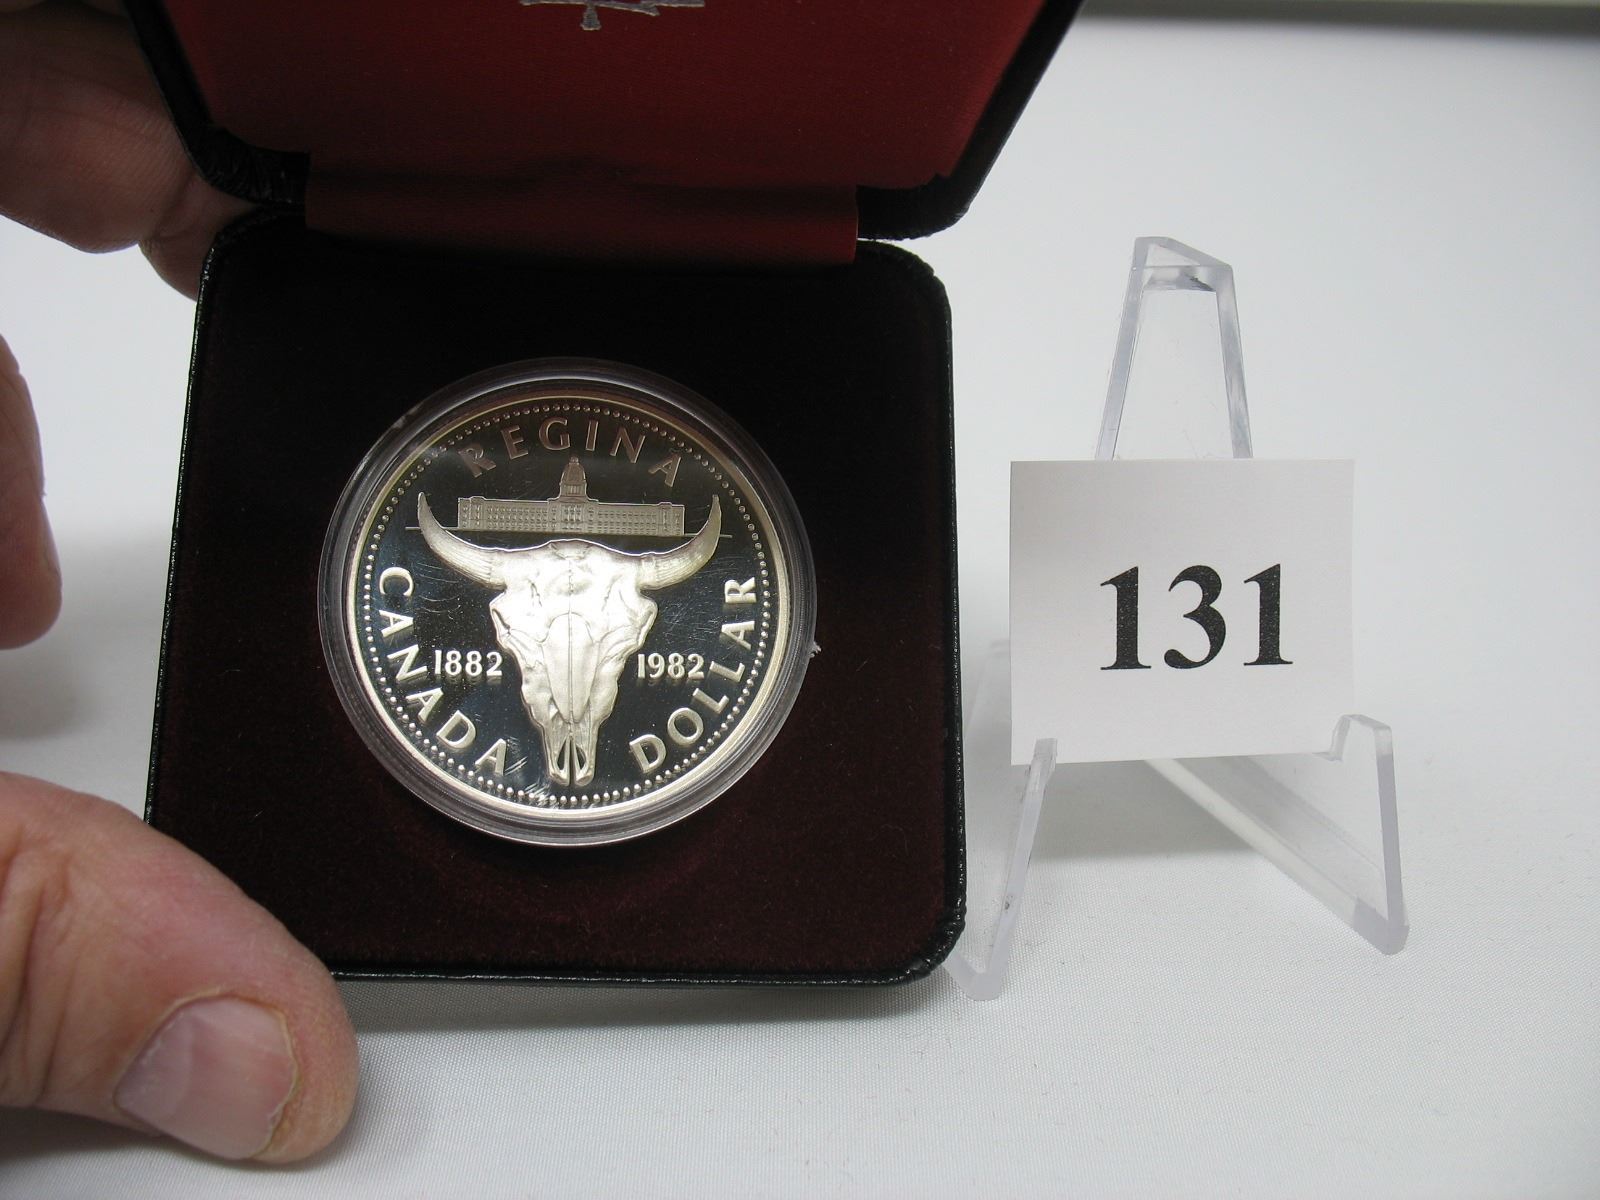 REGINA
CANADA
1882
1982
DOLLAR
131